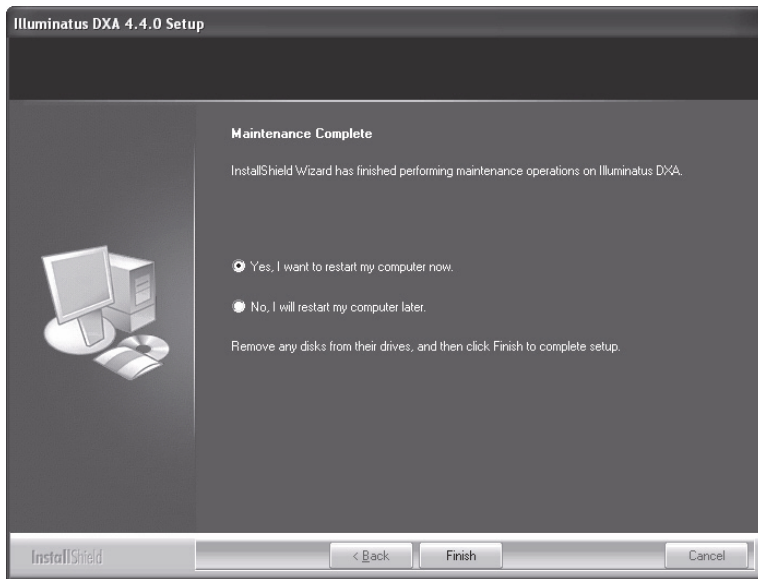 Illuminatus DXA 4.4.0 Setup
Maintenance Complete
InstallShield Wizard has finished performing maintenance operations on Illuminatus DXA.
Yes, I want to restart my computer now.
No, I will restart my computer later.
Remove any disks from their drives, and then click Finish to complete setup.
InstallShield
< Back
Finish
Cancel